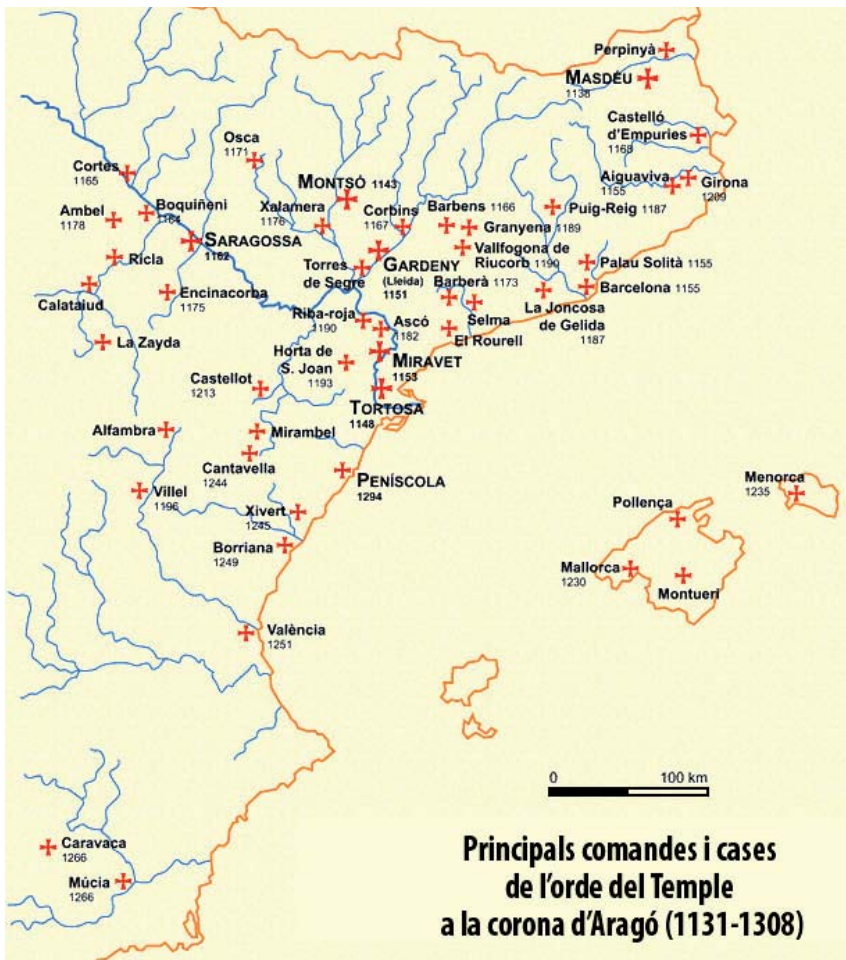 Perpinyà
MASDÉU
1138
Castelló
d'Empuries
1168
Osca
1171
Cortes
1165
MONTSÓ 1143
Aiguaviva
1155
Girona
1209
Ambel
1178
Boquiñeni
1164
Xalamera
1176
Corbins
1167
Barbens 1166
Puig-Reig 1187
Granyena 1189
SARAGOSSA
1162
Vallfogona de
Riucorb 1190
Ricla
Torres
de Segre
GARDENY
(Lleida)
1151
Palau Solità 1155
Barberà 1173
Barcelona 1155
Calataiud
Encinacorba
1175
La Joncosa
de Gelida
1187
Riba-roja
1190
Ascó
1182
Selma
El Rourell
La Zayda
Horta de
S. Joan
1193
MIRAVET
1153
Castellot
1213
TORTOSA
1148
Alfambra
Mirambel
Cantavella
1244
PENÍSCOLA
1294
Villel
1196
Menorca
1235
Xivert
1245
Pollença
Borriana
1249
Mallorca
1230
Montueri
València
1251
0 100 km
Caravaca
1266
Múcia
1266
Principals comandes i cases
de l'orde del Temple
a la corona d'Aragó (1131-1308)